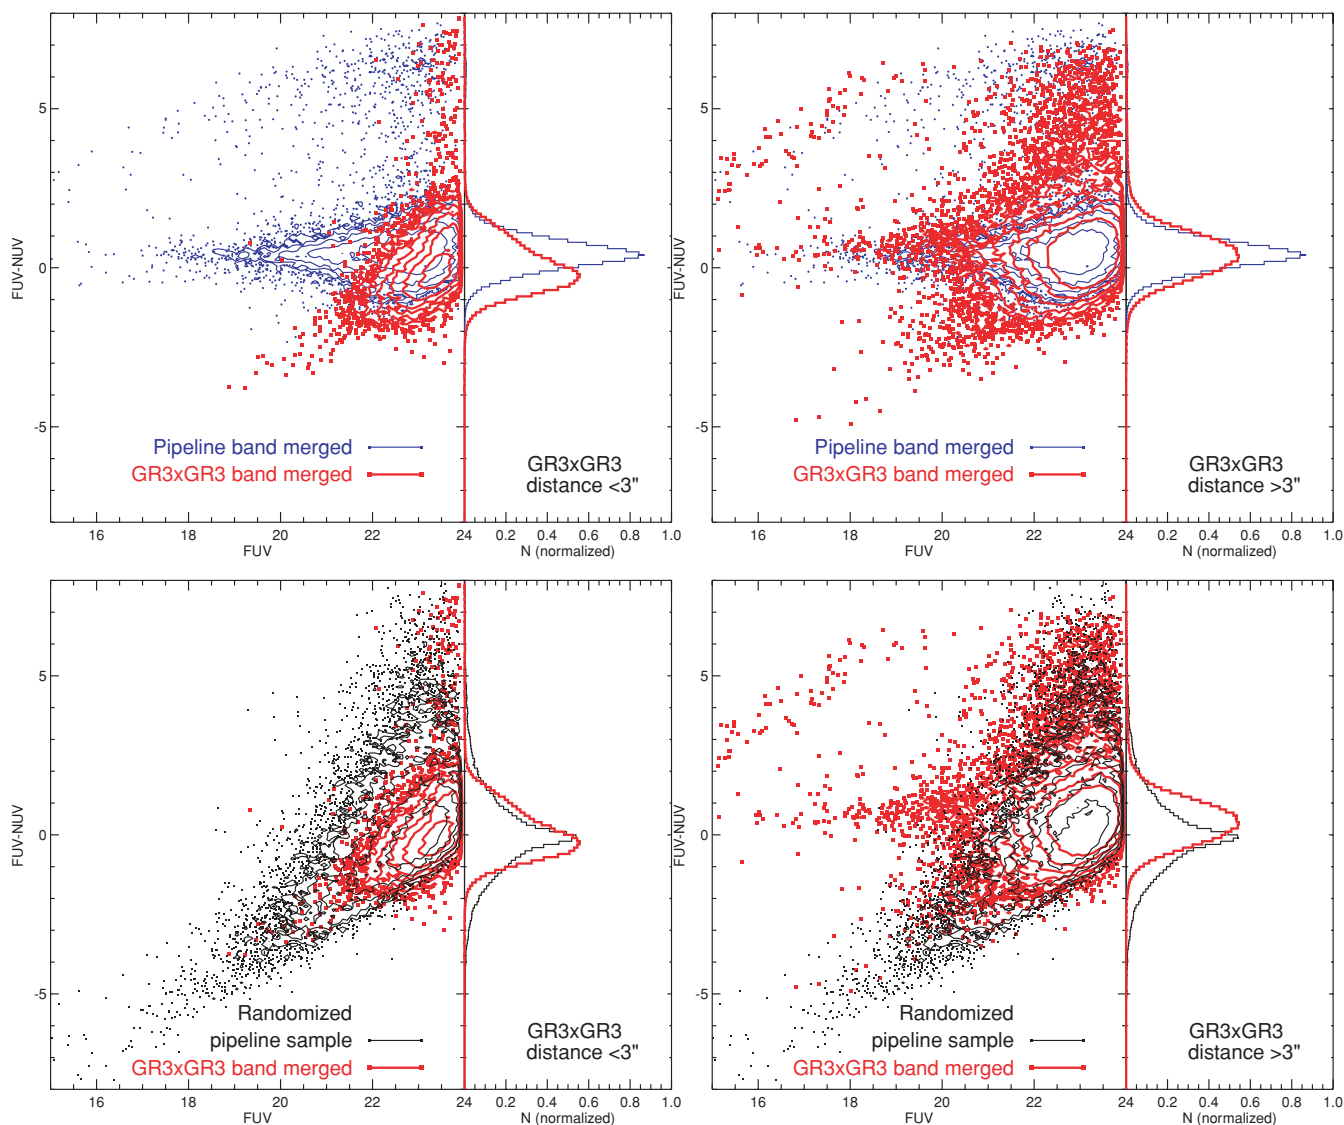 5
0
-5
FUV-NUV
Pipeline band merged
GR3xGR3 band merged
GR3xGR3
distance <3"
16 18 20 22 24 0.2 0.4 0.6 0.8 1.0
FUV
N (normalized)
5
0
-5
FUV-NUV
Pipeline band merged
GR3xGR3 band merged
GR3xGR3
distance >3"
16 18 20 22 24 0.2 0.4 0.6 0.8 1.0
FUV
N (normalized)
5
0
-5
FUV-NUV
Randomized
pipeline sample
GR3xGR3 band merged
GR3xGR3
distance <3"
16 18 20 22 24 0.2 0.4 0.6 0.8 1.0
FUV
N (normalized)
5
0
-5
FUV-NUV
Randomized
pipeline sample
GR3xGR3 band merged
GR3xGR3
distance >3"
16 18 20 22 24 0.2 0.4 0.6 0.8 1.0
FUV
N (normalized)